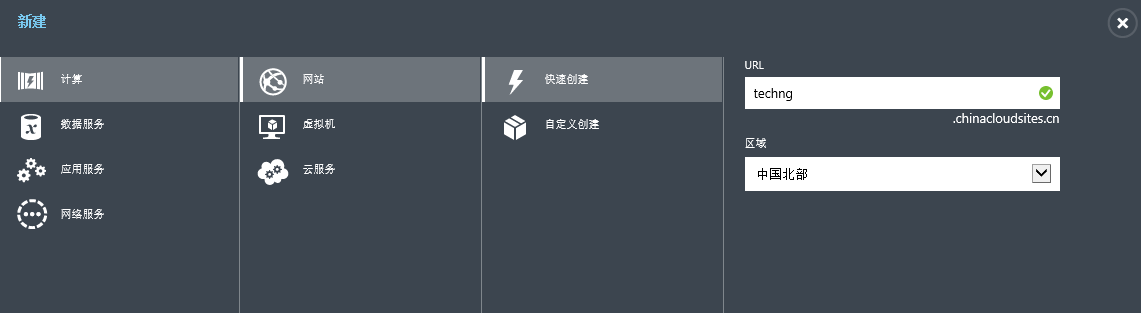 新建
计算
数据服务
应用服务
网络服务
网站
虚拟机
云服务
快速创建
自定义创建
URL
techng
.chinacloudsites.cn
区域
中国北部